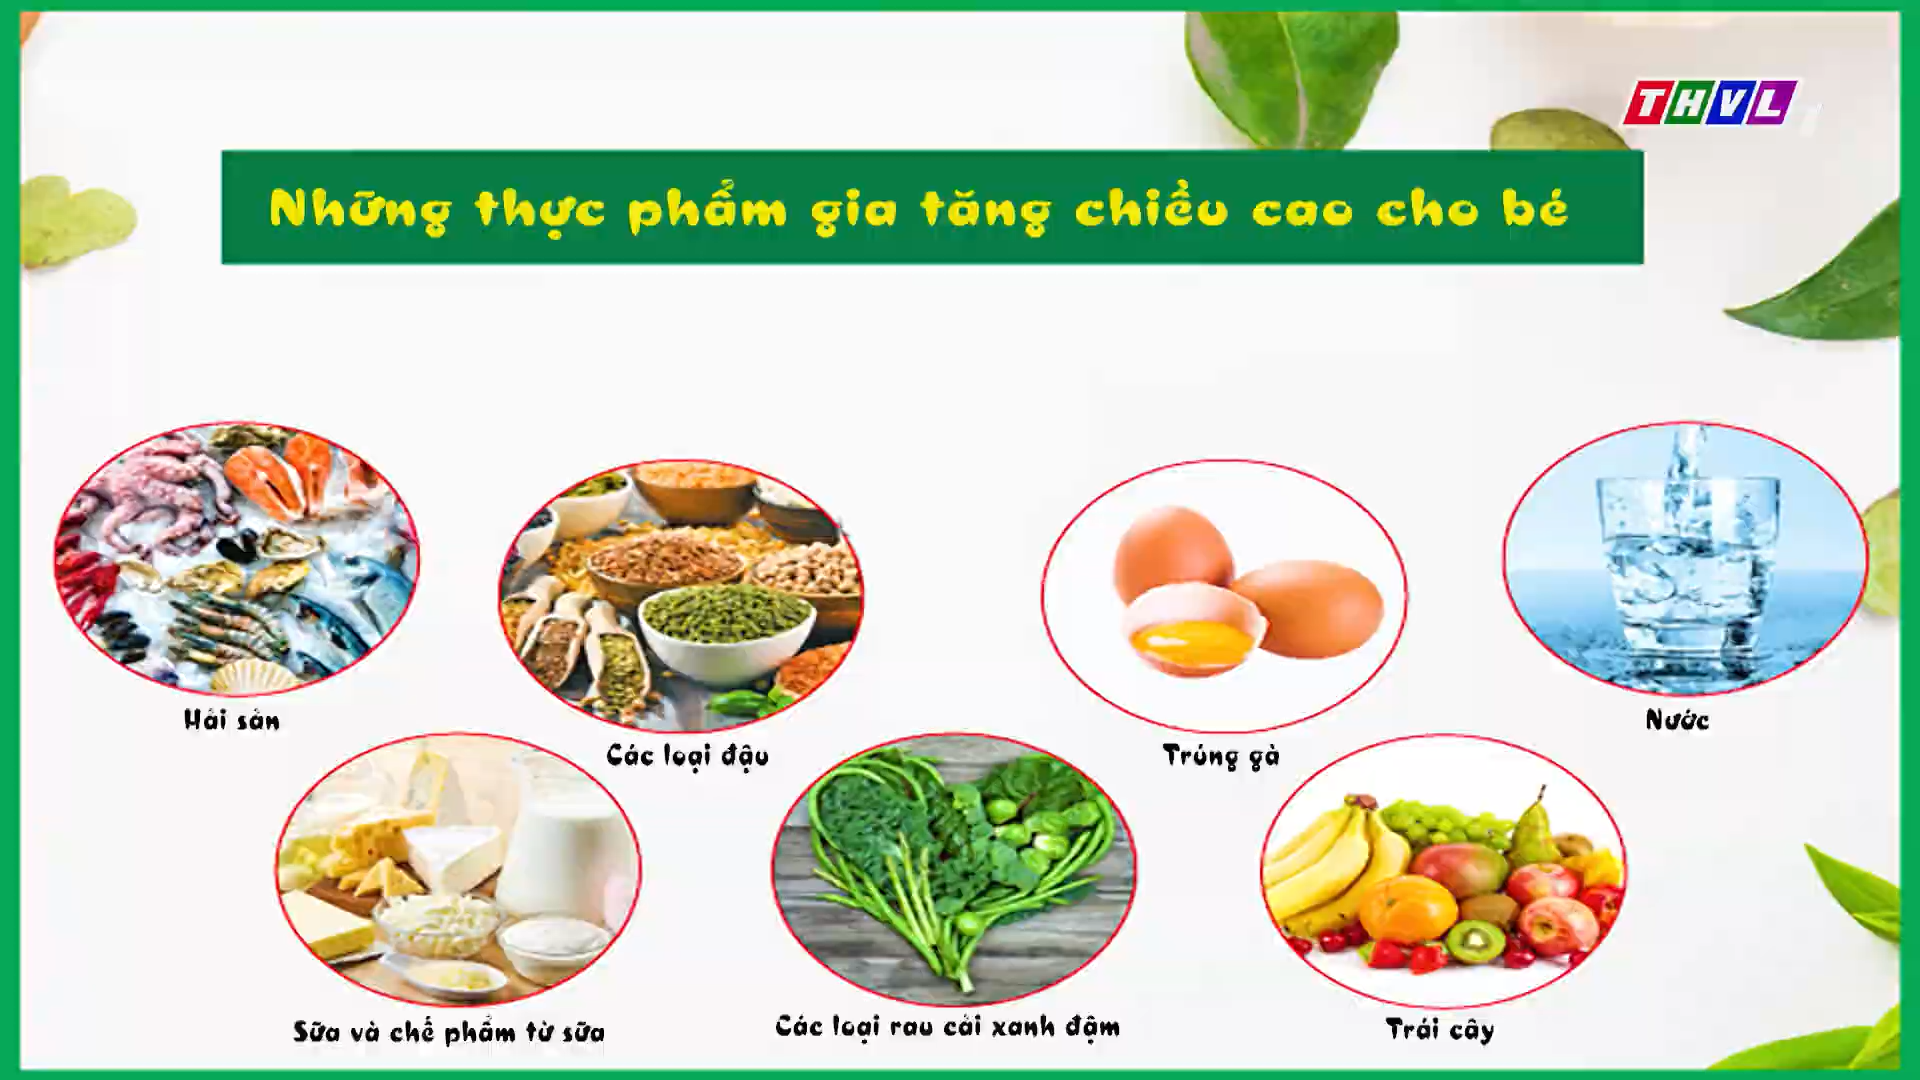 THVL
Những thực phẩm gia tăng chiều cao cho bé
Hải sản
Các loại đậu
Trứng gà
Nước
Sữa và chế phẩm từ sữa
Các loại rau cải xanh đậm
Trái cây